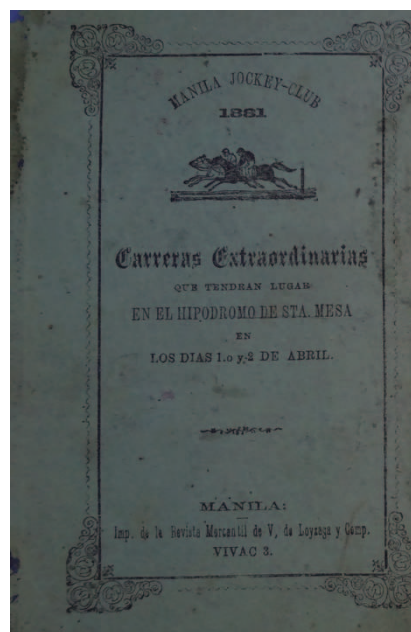 MANILA JOCKEY-CLUB
1881
Carreras Extraordinarias
QUE TENDRAN LUGAR
EN EL HIPODROMO DE STA. MESA
EN
LOS DIAS 1.o y 2 DE ABRIL.
MANILA:
Imp. de la Revista Mercantil de V, de Loyzaga y Comp.
VIVAC 3.